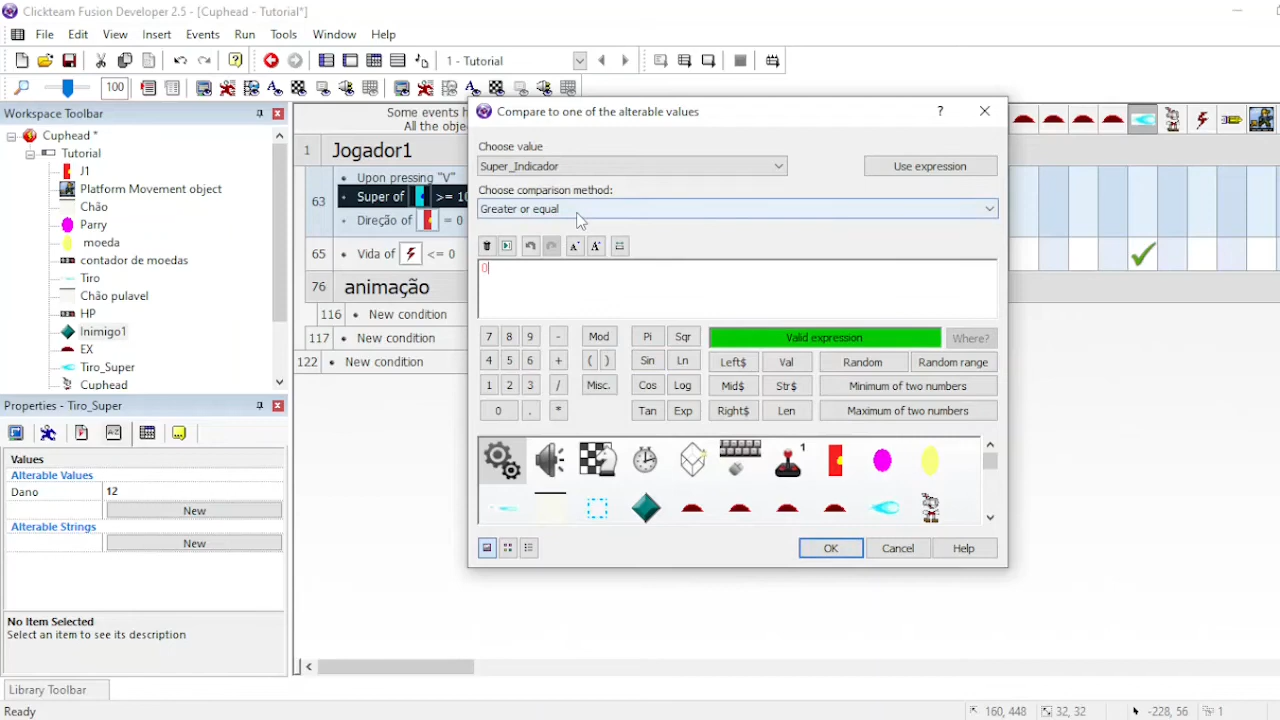 Clickteam Fusion Developer 2.5 - [Cuphead - Tutorial*]
File Edit View Insert Events Run Tools Window Help
1 - Tutorial
100
Workspace Toolbar
Cuphead *
Tutorial
J1
Platform Movement object
Chão
Parry
moeda
contador de moedas
Tiro
Chão pulavel
HP
Inimigo1
EX
Tiro_Super
Cuphead
Properties - Tiro_Super
Values
Alterable Values
Dano 12
New
Alterable Strings
New
No Item Selected
Select an item to see its description
Library Toolbar
Ready
Some events h
All the obje
1 Jogador1
63
Upon pressing "V"
Super of >= 10
Direção of = 0
65 Vida of <= 0
76 animação
116 New condition
117 New condition
122 New condition
Compare to one of the alterable values
?
Choose value
Super_Indicador
Use expression
Choose comparison method:
Greater or equal
0
7 8 9 - Mod Pi Sqr Valid expression Where?
4 5 6 + ( ) Sin Ln Left$ Val Random Random range
1 2 3 / Misc. Cos Log Mid$ Str$ Minimum of two numbers
0 . * Tan Exp Right$ Len Maximum of two numbers
1
OK Cancel Help
160, 448 32, 32 -228, 56 1